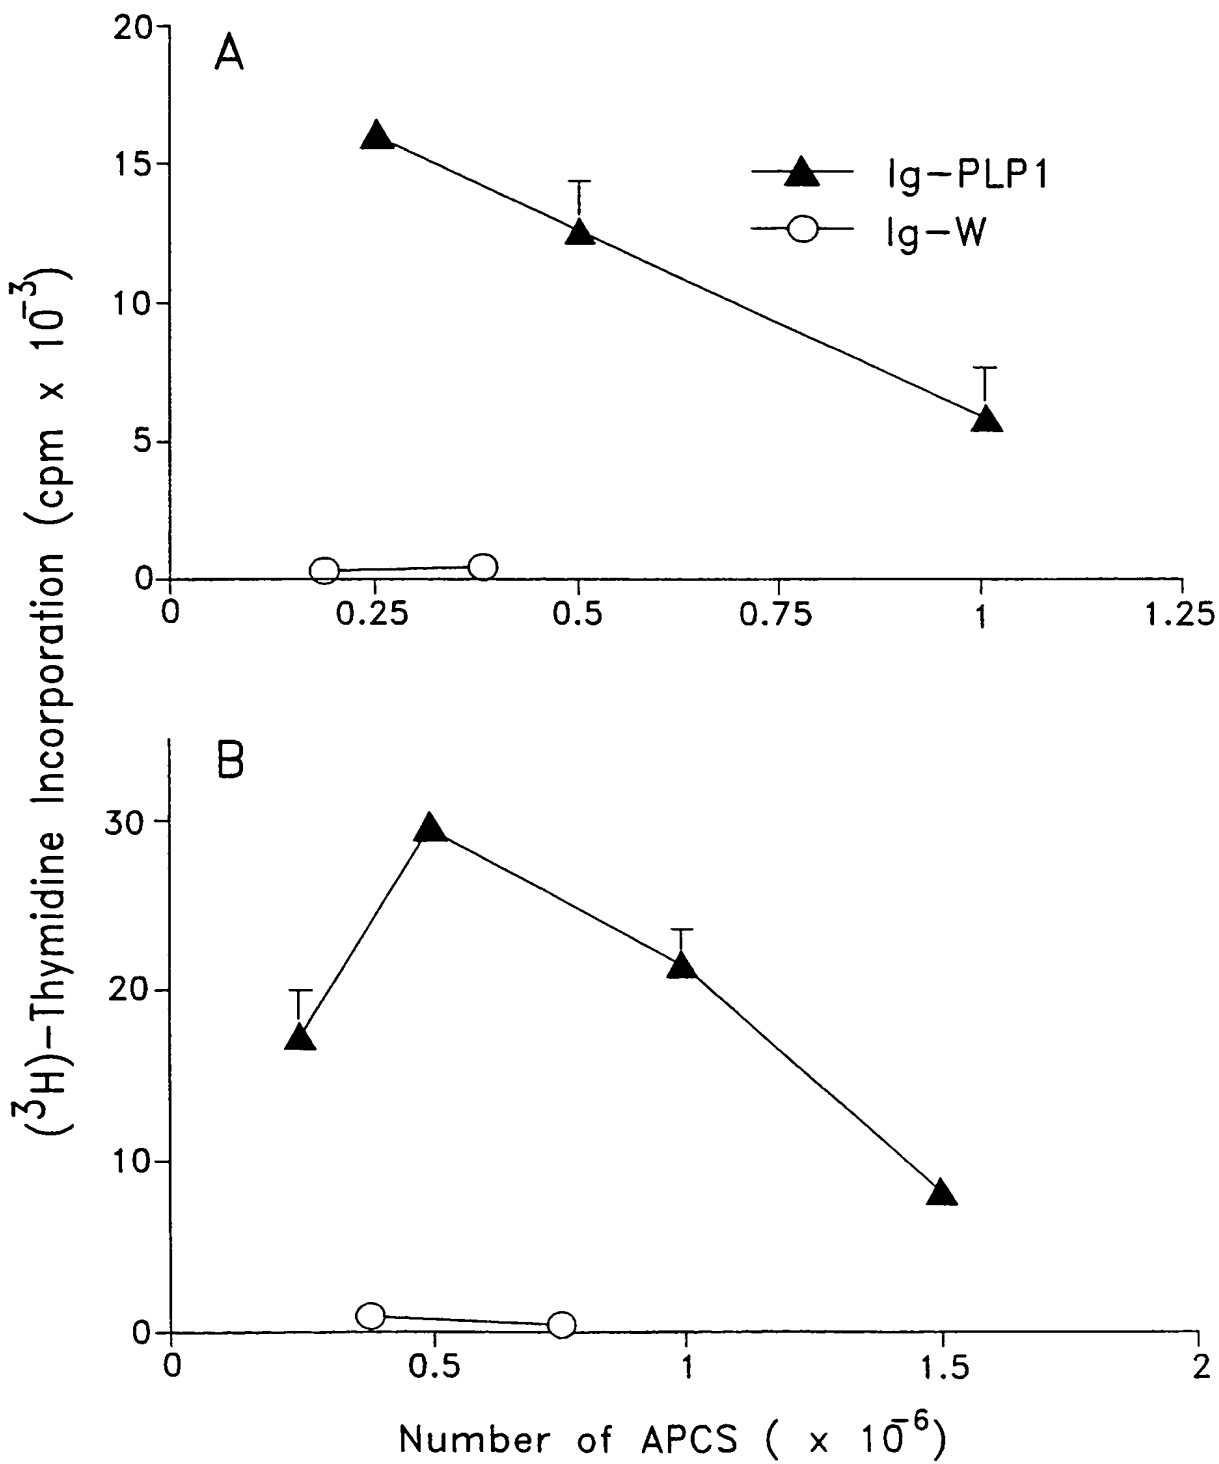 A
20
15
10
5
0
Ig-PLP1
Ig-W
0 0.25 0.5 0.75 1 1.25
(³H)-Thymidine Incorporation (cpm x 10⁻³)
B
30
20
10
0
0 0.5 1 1.5 2
Number of APCS ( x 10⁻⁶)